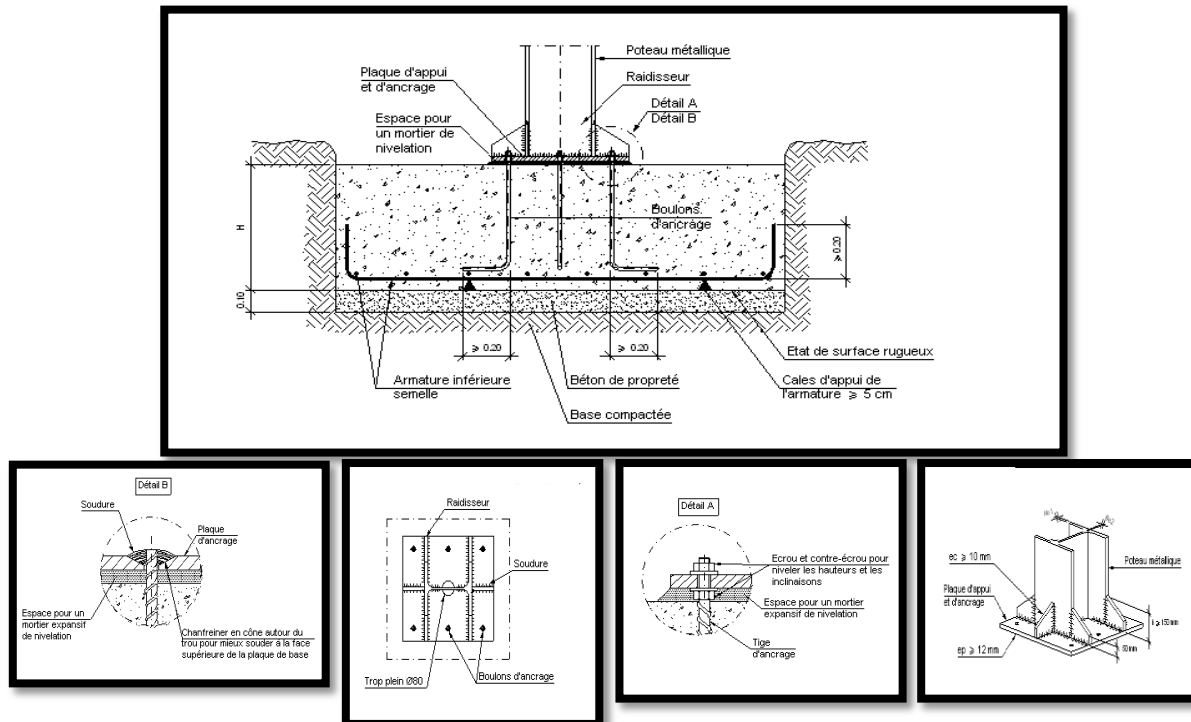 Poteau métallique
Plaque d'appui
et d'ancrage
Raidisseur
Détail A
Détail B
Espace pour
un mortier de
nivelation
Boulons
d'ancrage
H
≥ 0.20
0.10
≥ 0.20
≥ 0.20
Etat de surface rugueux
Armature inférieure
semelle
Béton de propreté
Cales d'appui de
l'armature ≥ 5 cm
Base compactée
Détail B
Soudure
Plaque
d'ancrage
Espace pour un
mortier expansif
de nivelation
Chanfreiner en cône autour du
trou pour mieux souder à la face
supérieure de la plaque de base
Raidisseur
Soudure
Trop plein Ø80
Boulons d'ancrage
Détail A
Ecrou et contre-écrou pour
niveler les hauteurs et les
inclinaisons
Espace pour un mortier
expansif de nivelation
Tige
d'ancrage
ec ≥ 10 mm
Poteau métallique
Plaque d'appui
et d'ancrage
≥ 150 mm
50 mm
ep ≥ 12 mm